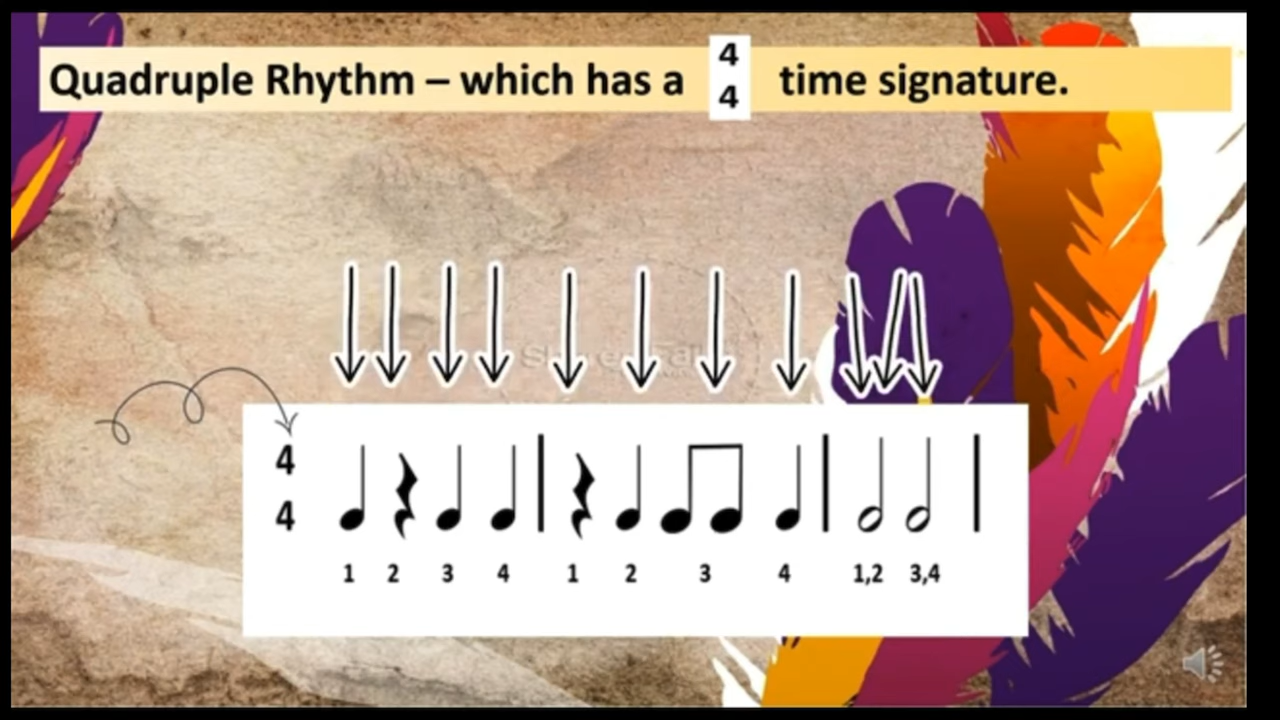 Quadruple Rhythm – which has a 4 4 time signature.
4
4
1 2 3 4 1 2 3 4 1,2 3,4